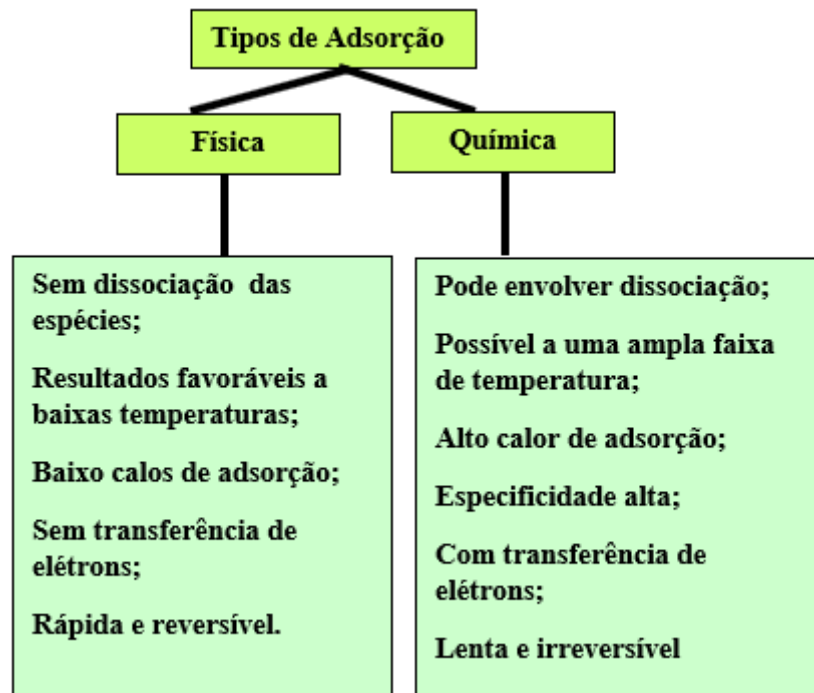 Tipos de Adsorção
Física
Química
Sem dissociação das
espécies;
Resultados favoráveis a
baixas temperaturas;
Baixo calos de adsorção;
Sem transferência de
elétrons;
Rápida e reversível.
Pode envolver dissociação;
Possível a uma ampla faixa
de temperatura;
Alto calor de adsorção;
Especificidade alta;
Com transferência de
elétrons;
Lenta e irreversível